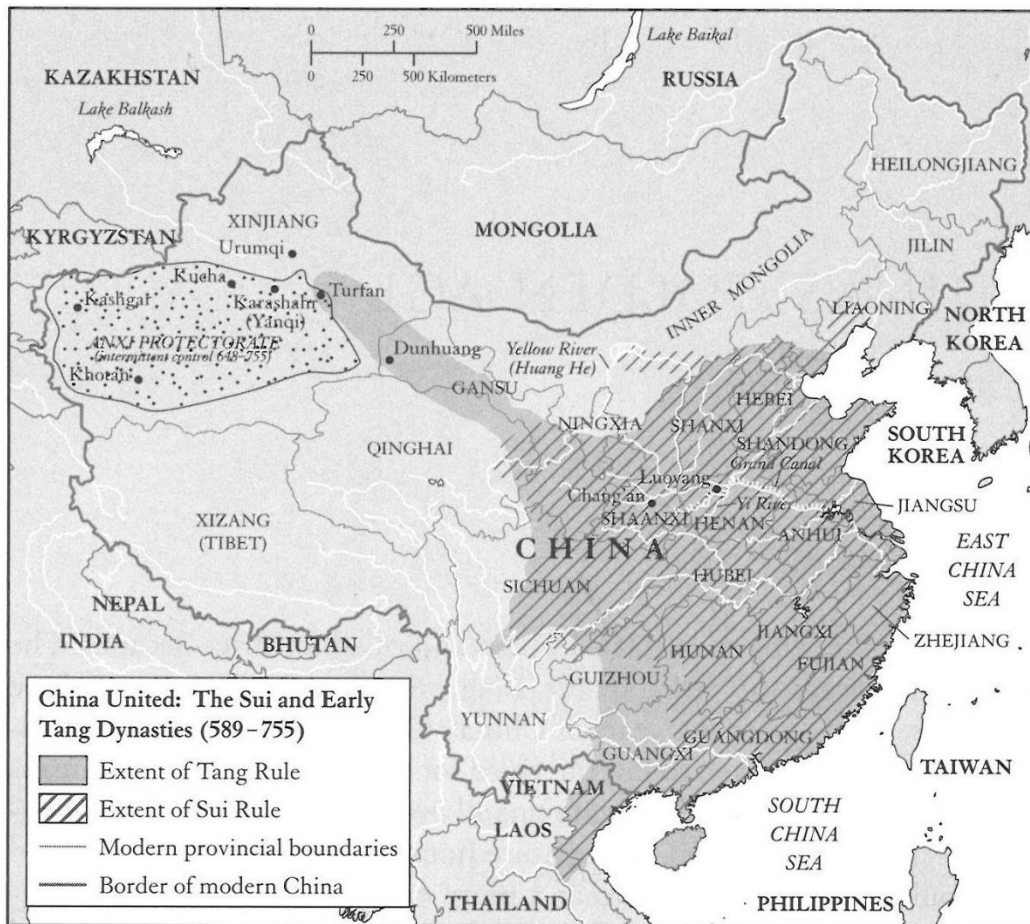 0 250 500 Miles
0 250 500 Kilometers
Lake Baikal
KAZAKHSTAN
RUSSIA
Lake Balkash
HEILONGJIANG
XINJIANG
KYRGYZSTAN
Urumqi
MONGOLIA
JILIN
Kucha
INNER MONGOLIA
Kashgar
Karashahr
(Yanqi)
Turfan
LIAONING
NORTH
KOREA
ANXI PROTECTORATE
(intermittent control 648–755)
Dunhuang
Yellow River
(Huang He)
Khotan
GANSU
HEBEI
NINGXIA
SHANXI
QINGHAI
SHANDONG
SOUTH
KOREA
Grand Canal
Luoyang
Chang'an
Yi River
JIANGSU
XIZANG
(TIBET)
SHAANXI
HENAN
ANHUI
CHINA
EAST
CHINA
SEA
SICHUAN
HUBEI
NEPAL
INDIA
BHUTAN
JIANGXI
ZHEJIANG
HUNAN
FUJIAN
GUIZHOU
YUNNAN
GUANGDONG
GUANGXI
VIETNAM
TAIWAN
LAOS
SOUTH
CHINA
SEA
THAILAND
PHILIPPINES
China United: The Sui and Early
Tang Dynasties (589–755)
Extent of Tang Rule
Extent of Sui Rule
Modern provincial boundaries
Border of modern China